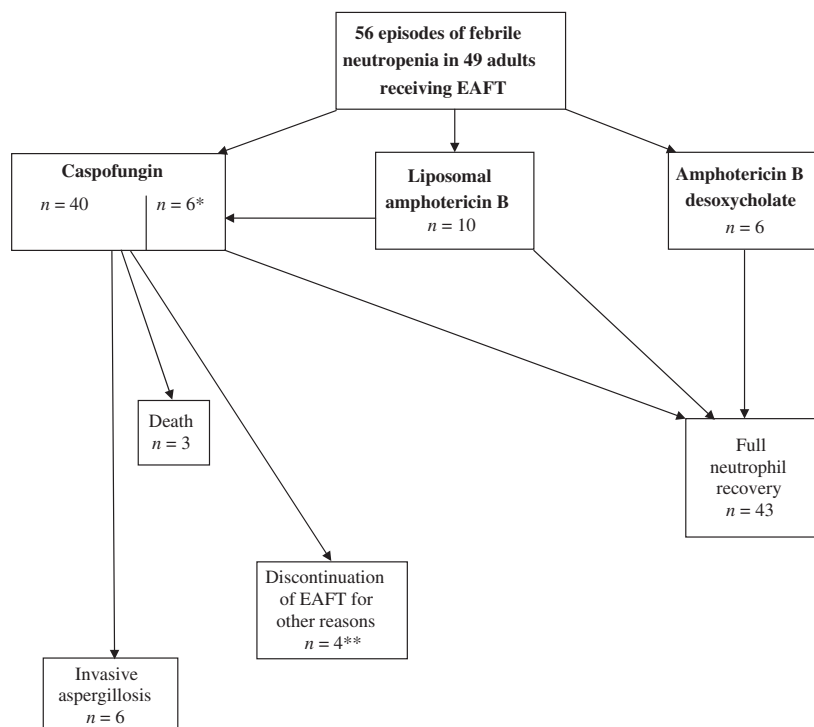 56 episodes of febrile
neutropenia in 49 adults
receiving EAFT
Caspofungin
n = 40
n = 6*
Liposomal
amphotericin B
n = 10
Amphotericin B
desoxycholate
n = 6
Death
n = 3
Full
neutrophil
recovery
n = 43
Discontinuation
of EAFT for
other reasons
n = 4**
Invasive
aspergillosis
n = 6